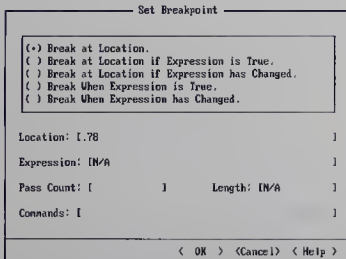 Set Breakpoint
(•) Break at Location.
( ) Break at Location if Expression is True.
( ) Break at Location if Expression has Changed.
( ) Break When Expression is True.
( ) Break When Expression has Changed.
Location: [.78 ]
Expression: [N/A ]
Pass Count: [ ] Length: [N/A ]
Commands: [ ]
< OK > <Cancel> < Help >